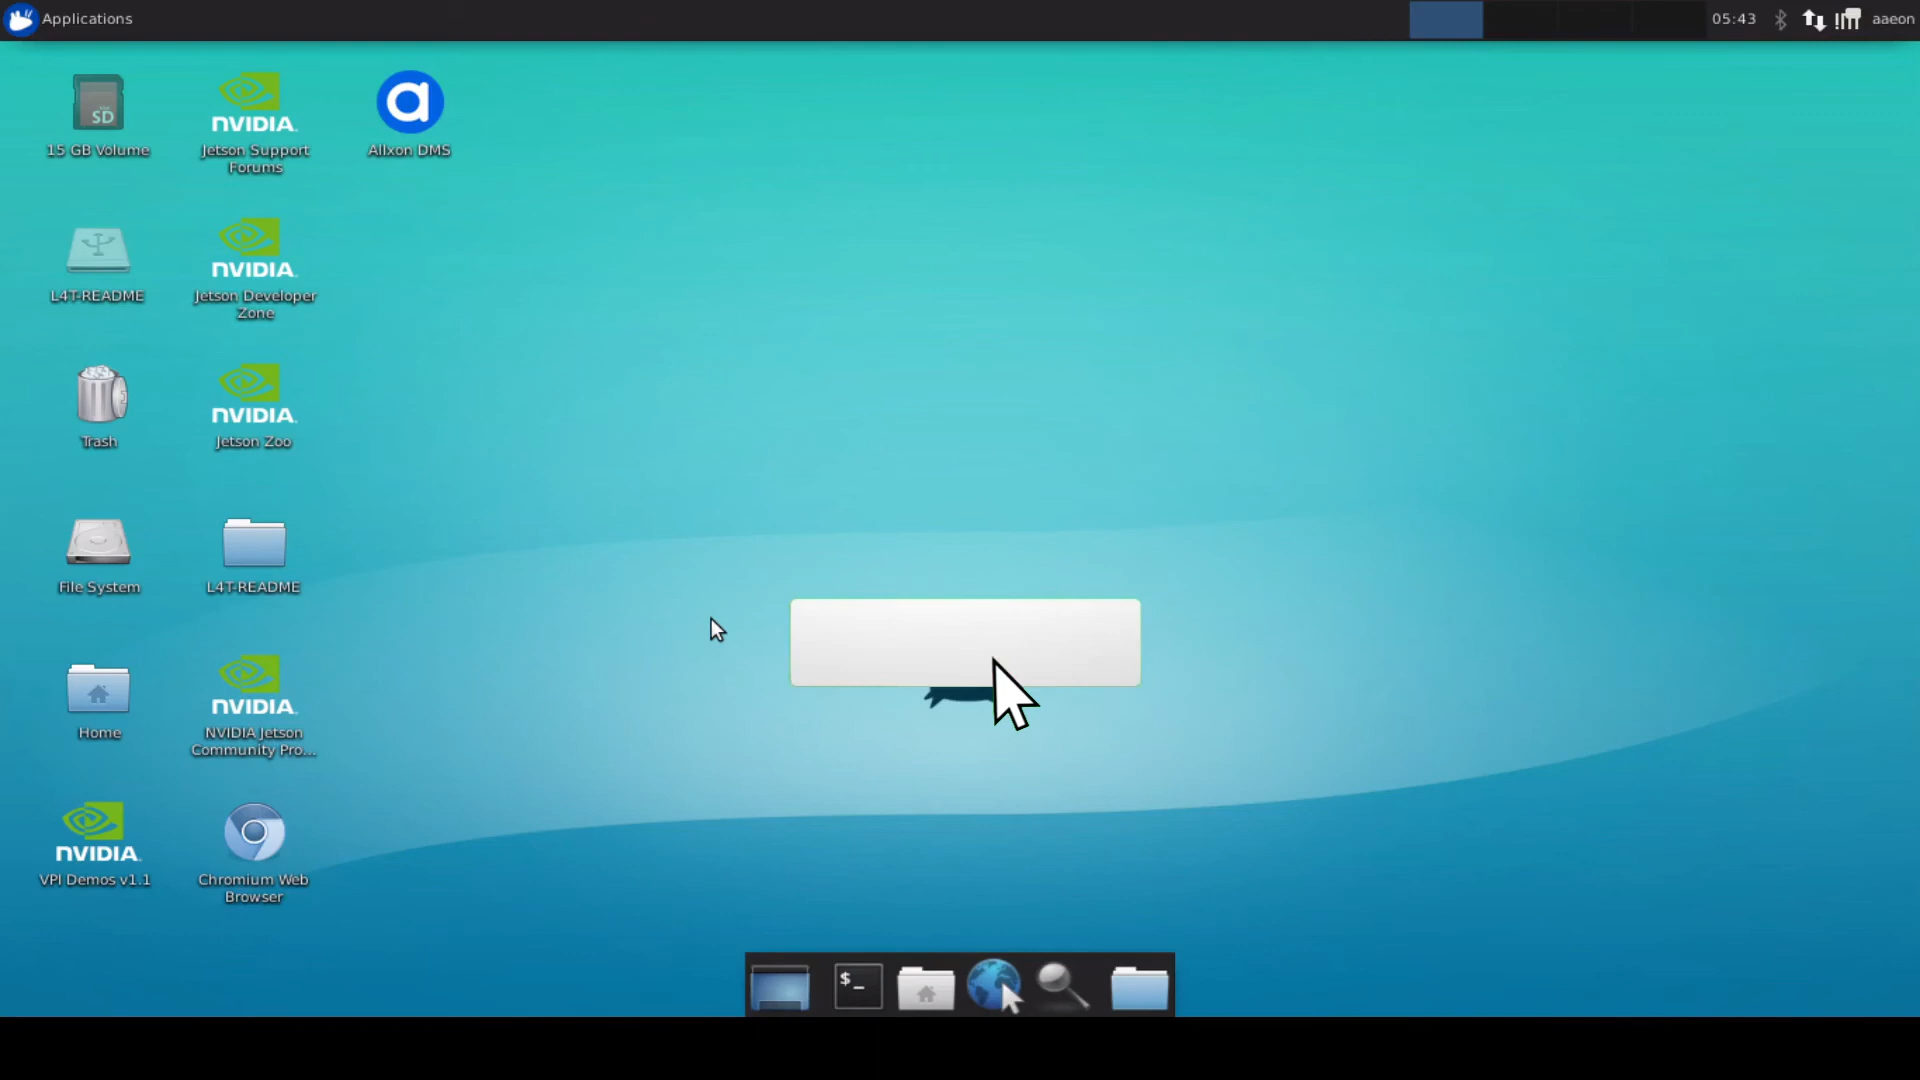 Applications
05:43
aaeon
SD
15 GB Volume
NVIDIA.
Jetson Support
Forums
a
Allxon DMS
L4T-README
NVIDIA.
Jetson Developer
Zone
Trash
NVIDIA.
Jetson Zoo
File System
L4T-README
Home
NVIDIA.
NVIDIA Jetson
Community Pro...
NVIDIA.
VPI Demos v1.1
Chromium Web
Browser
$_